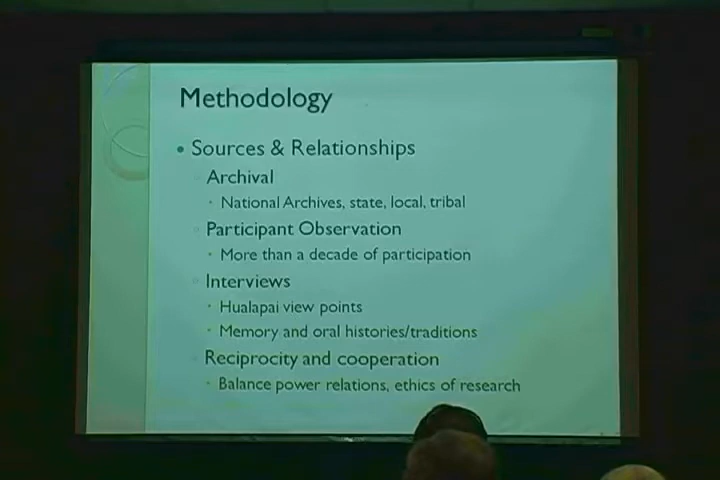 Methodology
• Sources & Relationships
Archival
• National Archives, state, local, tribal
Participant Observation
• More than a decade of participation
Interviews
• Hualapai view points
• Memory and oral histories/traditions
Reciprocity and cooperation
• Balance power relations, ethics of research